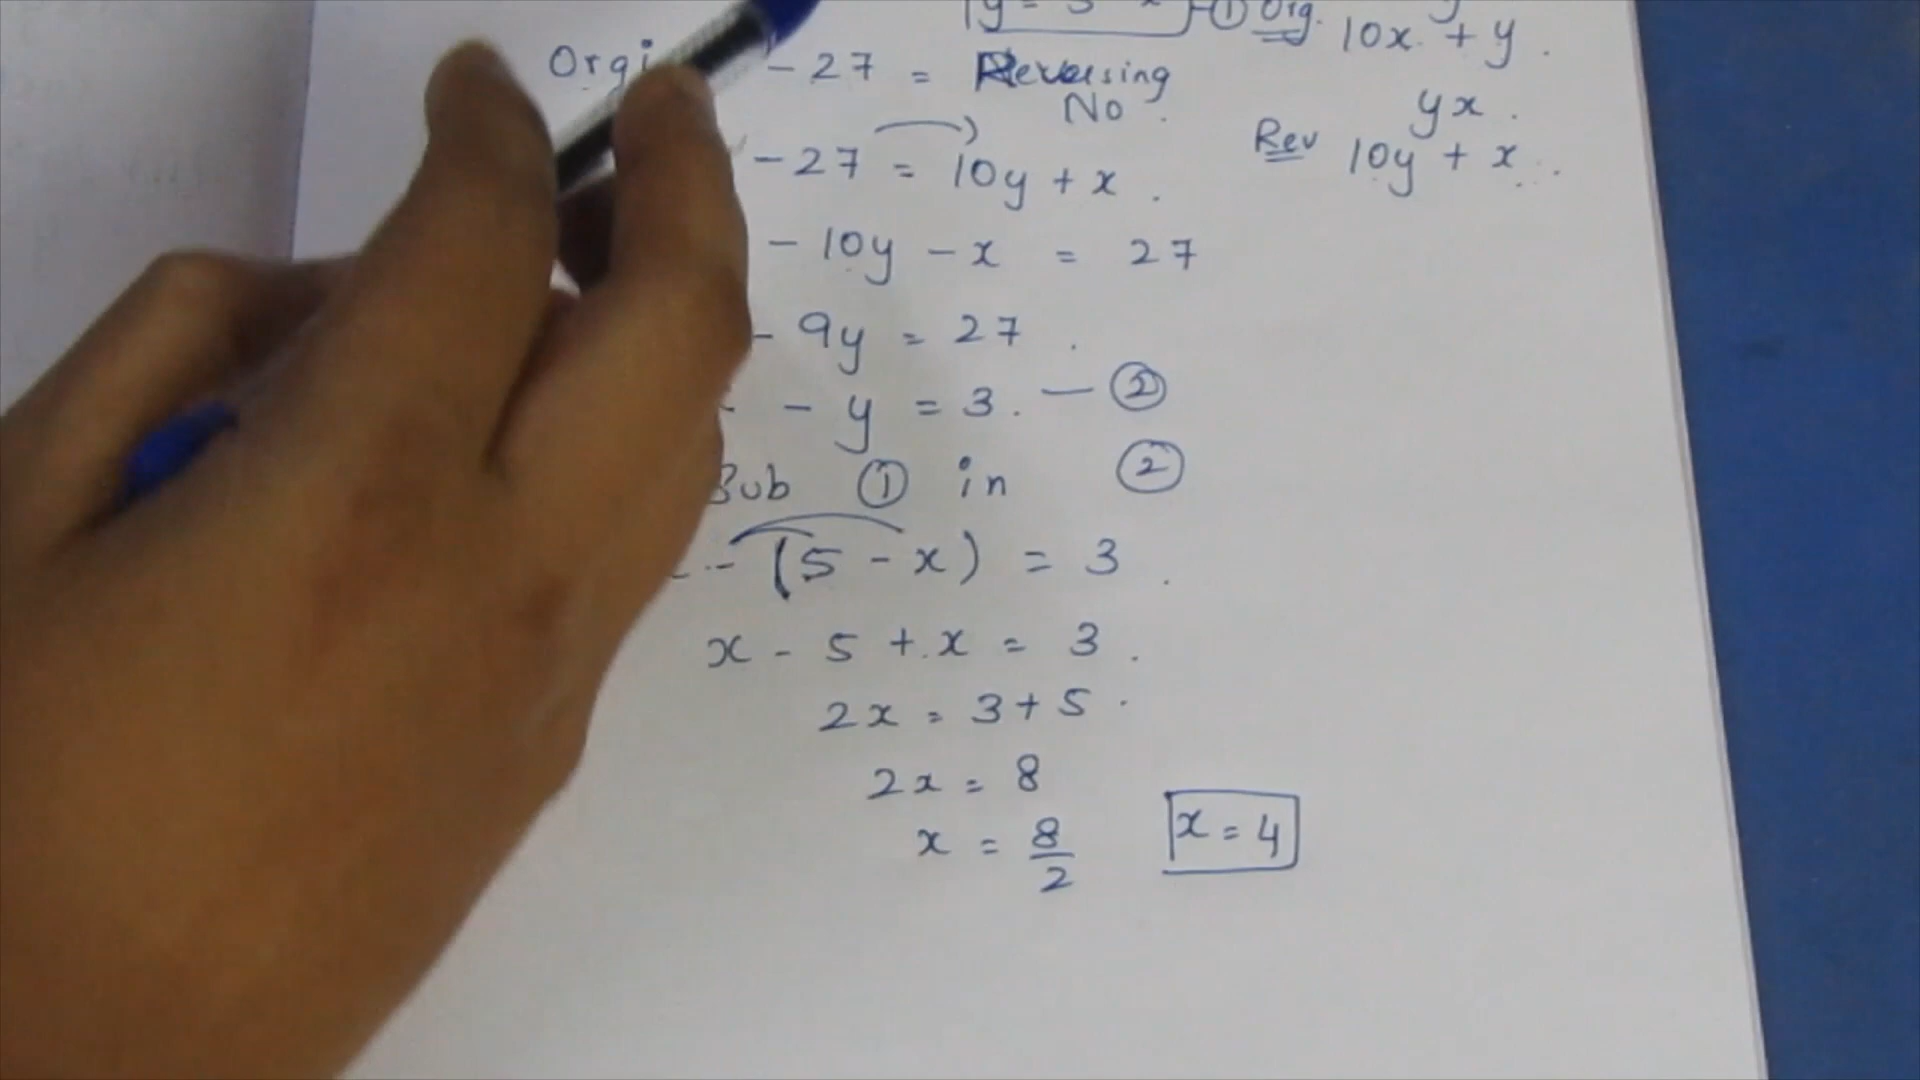 y = 5 - x - ① Org. 10x + y .
- 27 = Reversing No .
yx .
Rev 10y + x .
- 27 = 10y + x .
- 10y - x = 27
- 9y = 27 .
- y = 3 . — ②
Sub ① in ②
- (5 - x) = 3 .
x - 5 + x = 3 .
2x = 3 + 5 .
2x = 8
x = 8/2 x = 4